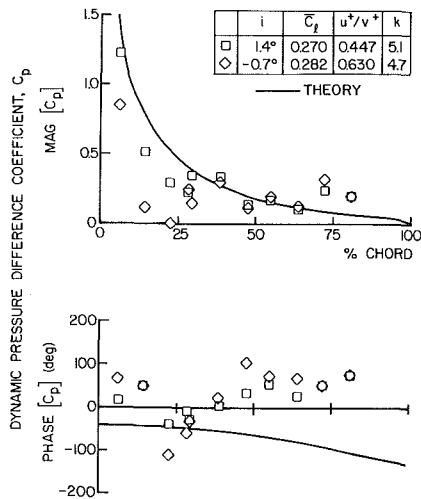 i C̅ℓ u⁺/v⁺ k
□ 1.4° 0.270 0.447 5.1
◇ -0.7° 0.282 0.630 4.7
THEORY
DYNAMIC PRESSURE DIFFERENCE COEFFICIENT, Cp
MAG [Cp]
1.5
1.0
0.5
0
0 25 50 75 100
% CHORD
PHASE [Cp] (deg)
200
100
0
-100
-200